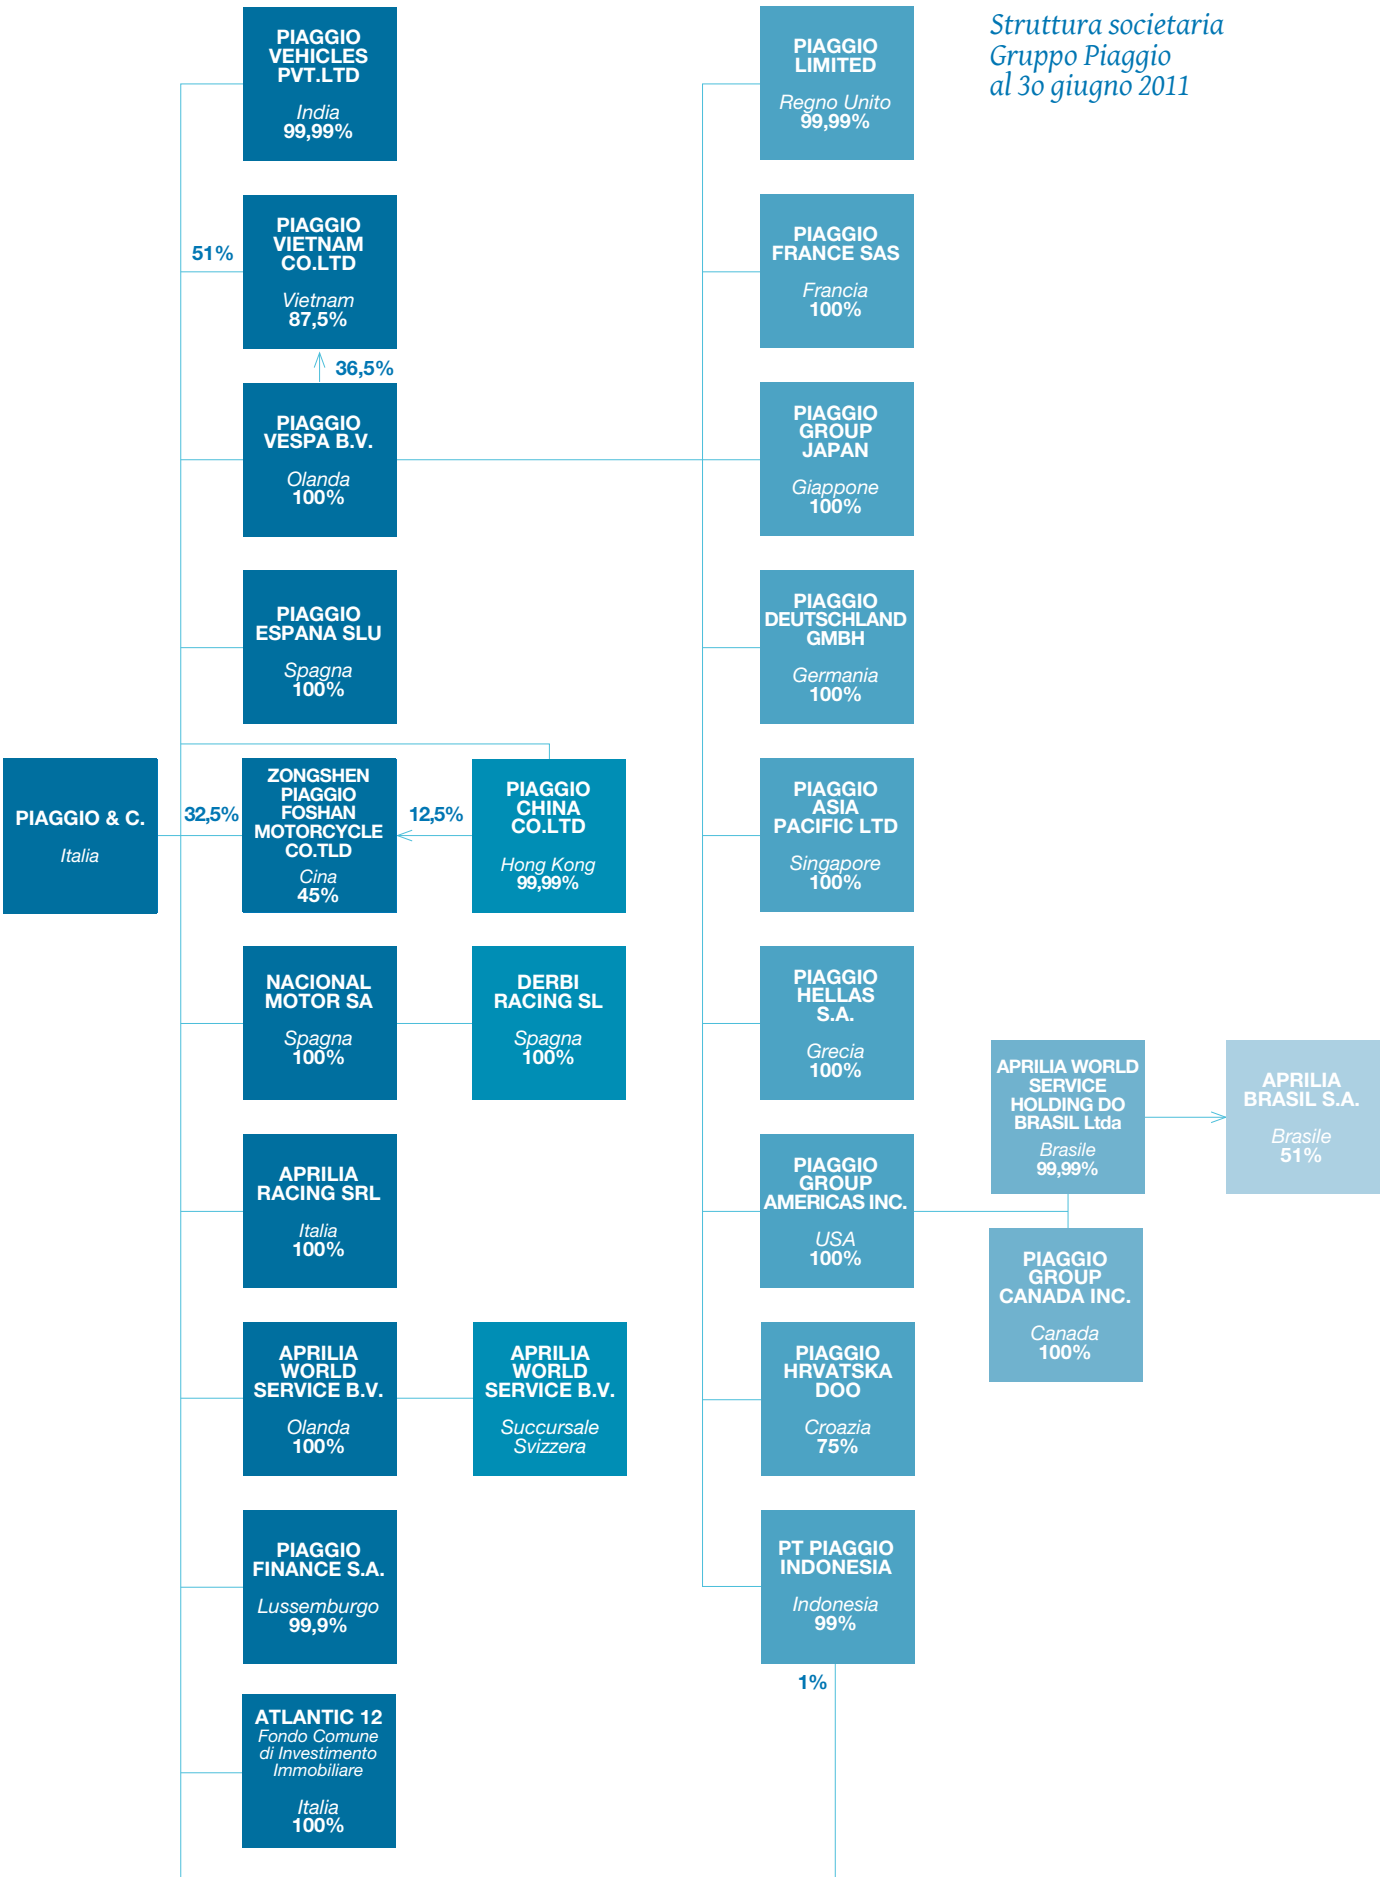 Struttura societaria
Gruppo Piaggio
al 30 giugno 2011
PIAGGIO
VEHICLES
PVT.LTD
India
99,99%
51%
PIAGGIO
VIETNAM
CO.LTD
Vietnam
87,5%
36,5%
PIAGGIO
VESPA B.V.
Olanda
100%
PIAGGIO
ESPANA SLU
Spagna
100%
PIAGGIO & C.
Italia
32,5%
ZONGSHEN
PIAGGIO
FOSHAN
MOTORCYCLE
CO.TLD
Cina
45%
12,5%
PIAGGIO
CHINA
CO.LTD
Hong Kong
99,99%
NACIONAL
MOTOR SA
Spagna
100%
DERBI
RACING SL
Spagna
100%
APRILIA
RACING SRL
Italia
100%
APRILIA
WORLD
SERVICE B.V.
Olanda
100%
APRILIA
WORLD
SERVICE B.V.
Succursale
Svizzera
PIAGGIO
FINANCE S.A.
Lussemburgo
99,9%
ATLANTIC 12
Fondo Comune
di Investimento
Immobiliare
Italia
100%
PIAGGIO
LIMITED
Regno Unito
99,99%
PIAGGIO
FRANCE SAS
Francia
100%
PIAGGIO
GROUP
JAPAN
Giappone
100%
PIAGGIO
DEUTSCHLAND
GMBH
Germania
100%
PIAGGIO
ASIA
PACIFIC LTD
Singapore
100%
PIAGGIO
HELLAS
S.A.
Grecia
100%
PIAGGIO
GROUP
AMERICAS INC.
USA
100%
APRILIA WORLD
SERVICE
HOLDING DO
BRASIL Ltda
Brasile
99,99%
APRILIA
BRASIL S.A.
Brasile
51%
PIAGGIO
GROUP
CANADA INC.
Canada
100%
PIAGGIO
HRVATSKA
DOO
Croazia
75%
PT PIAGGIO
INDONESIA
Indonesia
99%
1%